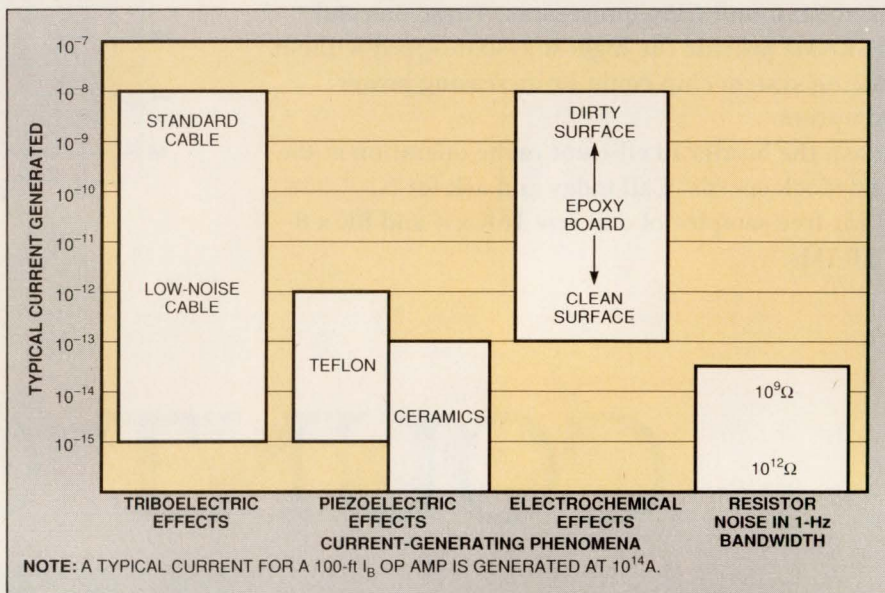 TYPICAL CURRENT GENERATED
10⁻⁷
10⁻⁸
10⁻⁹
10⁻¹⁰
10⁻¹¹
10⁻¹²
10⁻¹³
10⁻¹⁴
10⁻¹⁵
STANDARD
CABLE
LOW-NOISE
CABLE
TEFLON
CERAMICS
DIRTY
SURFACE
EPOXY
BOARD
CLEAN
SURFACE
10⁹Ω
10¹²Ω
TRIBOELECTRIC
EFFECTS
PIEZOELECTRIC
EFFECTS
ELECTROCHEMICAL
EFFECTS
RESISTOR
NOISE IN 1-Hz
BANDWIDTH
CURRENT-GENERATING PHENOMENA
NOTE: A TYPICAL CURRENT FOR A 100-ft I_B OP AMP IS GENERATED AT 10¹⁴A.